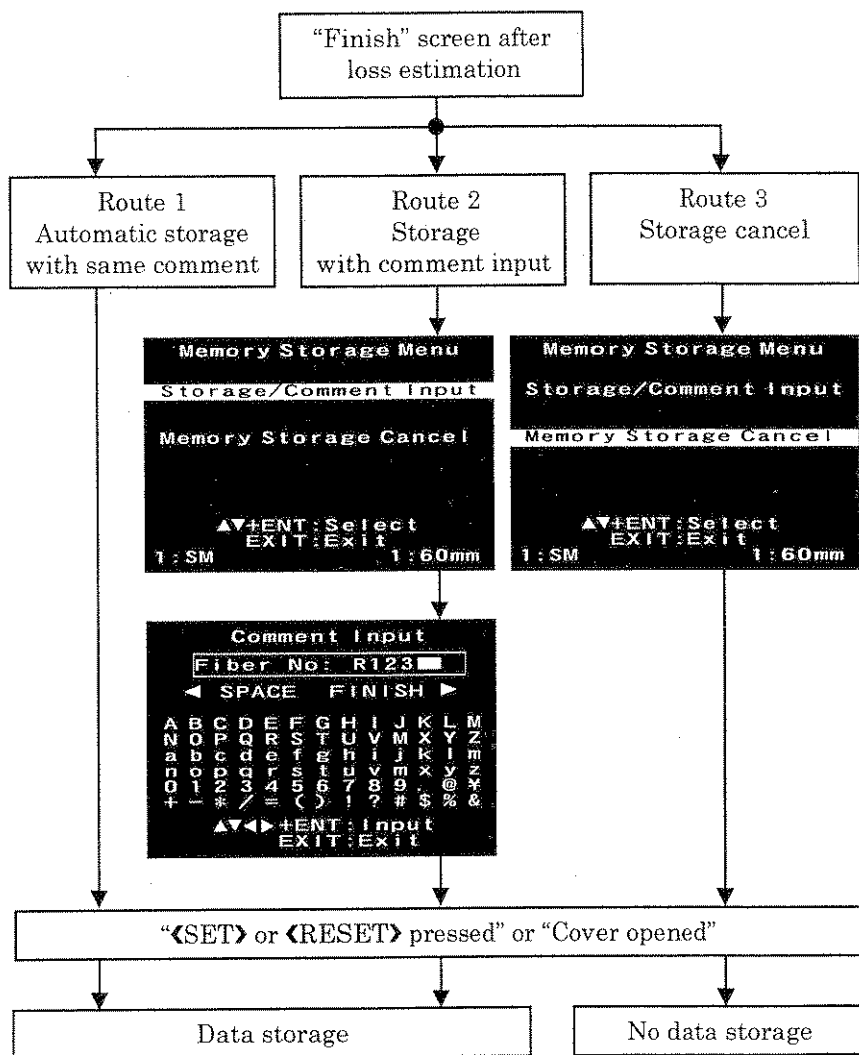 “Finish” screen after
loss estimation
Route 1
Automatic storage
with same comment
Route 2
Storage
with comment input
Route 3
Storage cancel
Memory Storage Menu
Storage/Comment Input
Memory Storage Cancel
▲▼+ENT:Select
EXIT:Exit
1:SM 1:60mm
Memory Storage Menu
Storage/Comment Input
Memory Storage Cancel
▲▼+ENT:Select
EXIT:Exit
1:SM 1:60mm
Comment Input
Fiber No: R123
◀ SPACE FINISH ▶
A B C D E F G H I J K L M
N O P Q R S T U V M X Y Z
a b c d e f g h i j k l m
n o p q r s t u v m x y z
0 1 2 3 4 5 6 7 8 9 . @ ¥
+ - * / = ( ) ! ? # $ % &
▲▼◀▶+ENT:Input
EXIT:Exit
“《SET》 or 《RESET》 pressed” or “Cover opened”
Data storage
No data storage